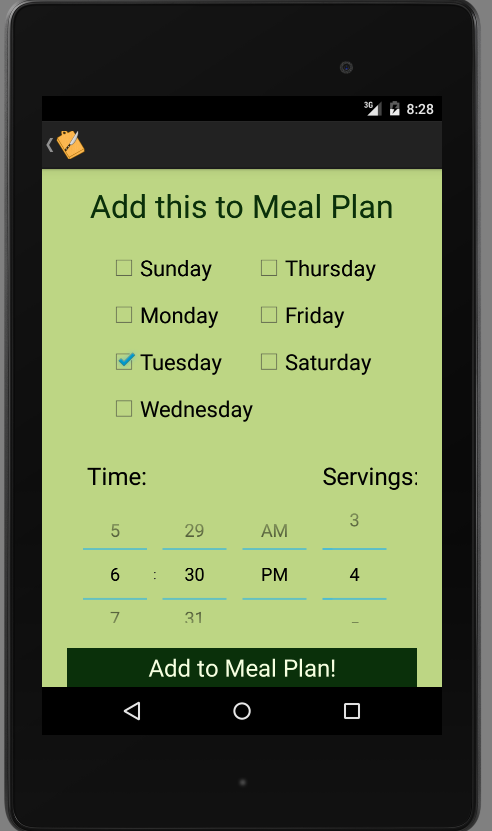 3G 8:28
Add this to Meal Plan
Sunday Thursday
Monday Friday
Tuesday Saturday
Wednesday
Time: Servings:
5 29 AM 3
6 : 30 PM 4
7 31
Add to Meal Plan!